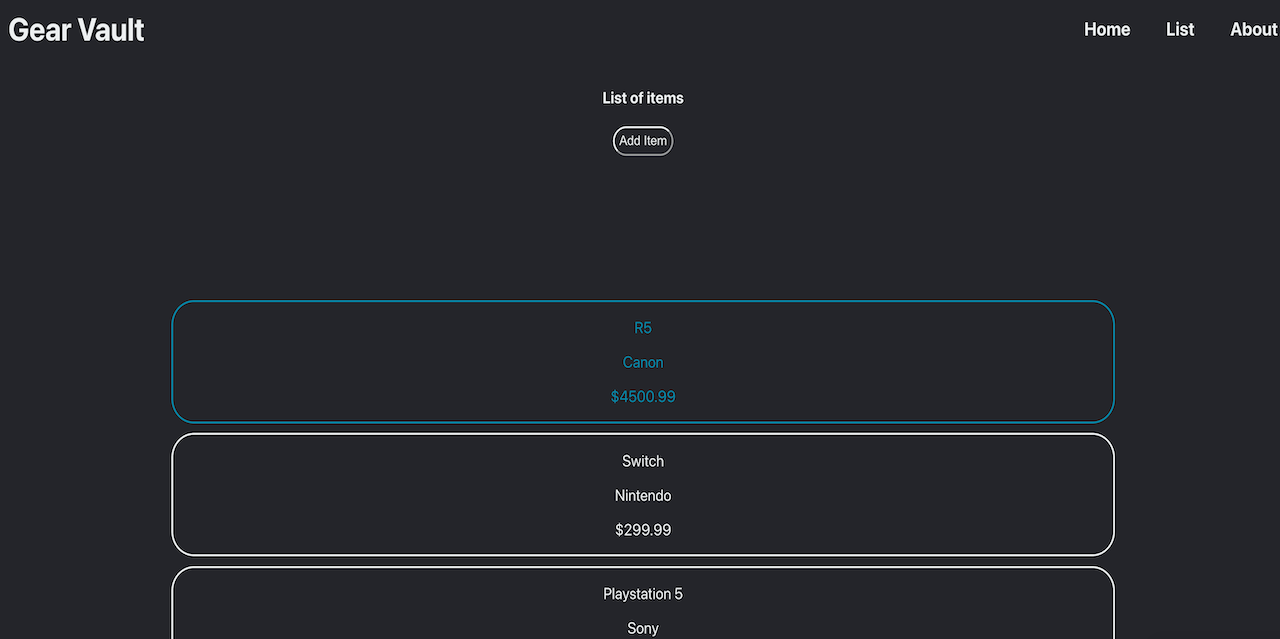 Gear Vault
Home List About
List of items
Add Item
R5
Canon
$4500.99
Switch
Nintendo
$299.99
Playstation 5
Sony